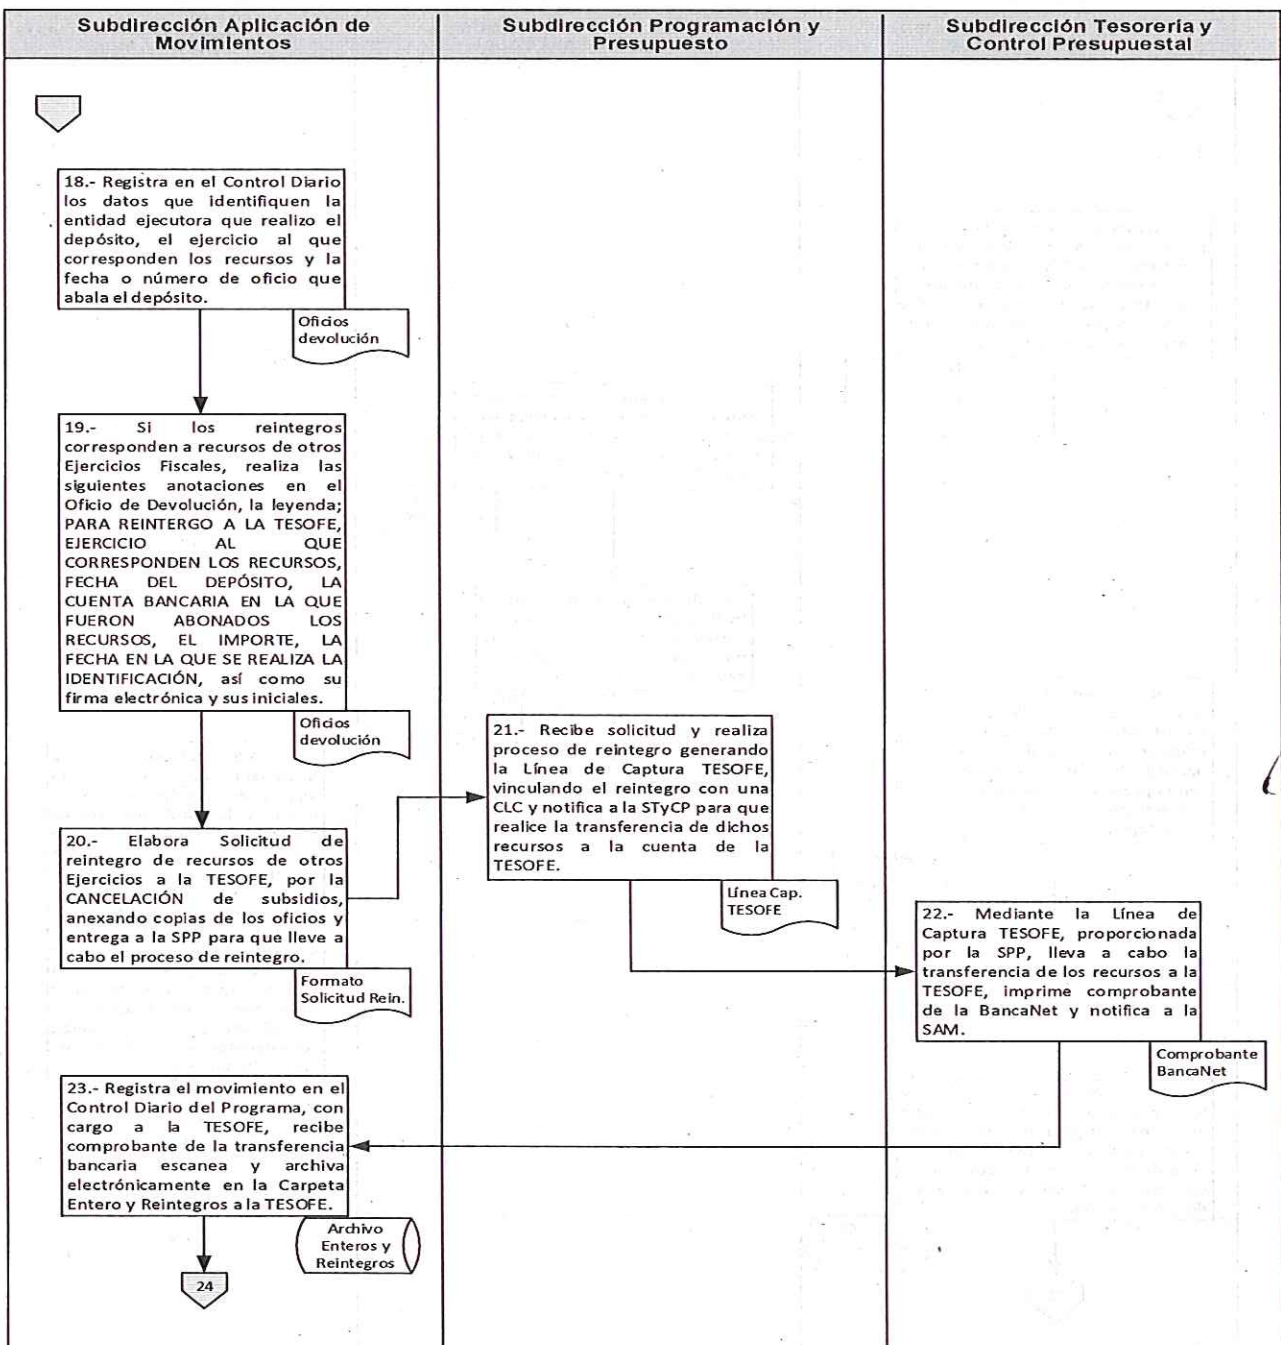 Subdirección Aplicación de
Movimientos
Subdirección Programación y
Presupuesto
Subdirección Tesorería y
Control Presupuestal
18.- Registra en el Control Diario
los datos que identifiquen la
entidad ejecutora que realizo el
depósito, el ejercicio al que
corresponden los recursos y la
fecha o número de oficio que
abala el depósito.
Oficios
devolución
19.- Si los reintegros
corresponden a recursos de otros
Ejercicios Fiscales, realiza las
siguientes anotaciones en el
Oficio de Devolución, la leyenda;
PARA REINTERGO A LA TESOFE,
EJERCICIO AL QUE
CORRESPONDEN LOS RECURSOS,
FECHA DEL DEPÓSITO, LA
CUENTA BANCARIA EN LA QUE
FUERON ABONADOS LOS
RECURSOS, EL IMPORTE, LA
FECHA EN LA QUE SE REALIZA LA
IDENTIFICACIÓN, así como su
firma electrónica y sus iniciales.
Oficios
devolución
20.- Elabora Solicitud de
reintegro de recursos de otros
Ejercicios a la TESOFE, por la
CANCELACIÓN de subsidios,
anexando copias de los oficios y
entrega a la SPP para que lleve a
cabo el proceso de reintegro.
Formato
Solicitud Rein.
21.- Recibe solicitud y realiza
proceso de reintegro generando
la Línea de Captura TESOFE,
vinculando el reintegro con una
CLC y notifica a la STyCP para que
realice la transferencia de dichos
recursos a la cuenta de la
TESOFE.
Línea Cap.
TESOFE
22.- Mediante la Línea de
Captura TESOFE, proporcionada
por la SPP, lleva a cabo la
transferencia de los recursos a la
TESOFE, imprime comprobante
de la BancaNet y notifica a la
SAM.
Comprobante
BancaNet
23.- Registra el movimiento en el
Control Diario del Programa, con
cargo a la TESOFE, recibe
comprobante de la transferencia
bancaria escanea y archiva
electrónicamente en la Carpeta
Entero y Reintegros a la TESOFE.
Archivo
Enteros y
Reintegros
24